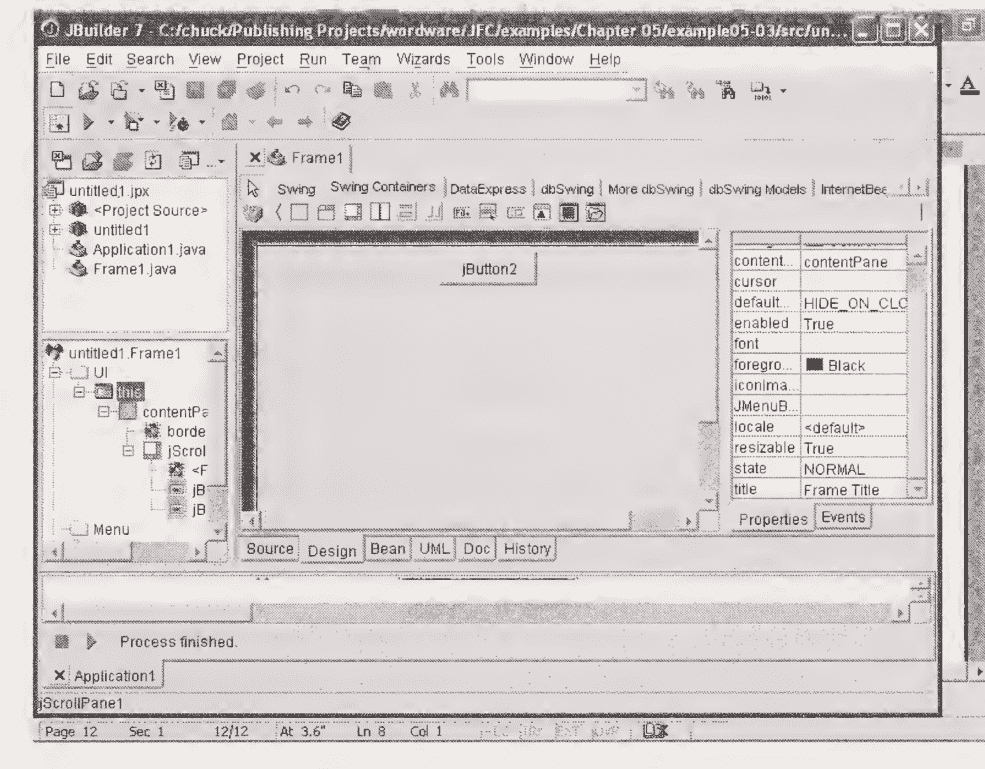 JBuilder 7 - C:/chuck/Publishing Projects/wordware/JFC/examples/Chapter 05/example05-03/src/un...
File Edit Search View Project Run Team Wizards Tools Window Help
Frame1
untitled1.jpx
<Project Source>
untitled1
Application1.java
Frame1.java
Swing Swing Containers DataExpress dbSwing More dbSwing dbSwing Models InternetBee
jButton2
content... contentPane
cursor
default... HIDE_ON_CLO
enabled True
font
foregro... Black
iconIma...
JMenuB...
locale <default>
resizable True
state NORMAL
title Frame Title
Properties Events
untitled1.Frame1
UI
this
contentPa
borde
jScrol
<F
jB
jB
Menu
Source Design Bean UML Doc History
Process finished.
Application1
jScrollPane1
Page 12 Sec 1 12/12 At 3.6" Ln 8 Col 1